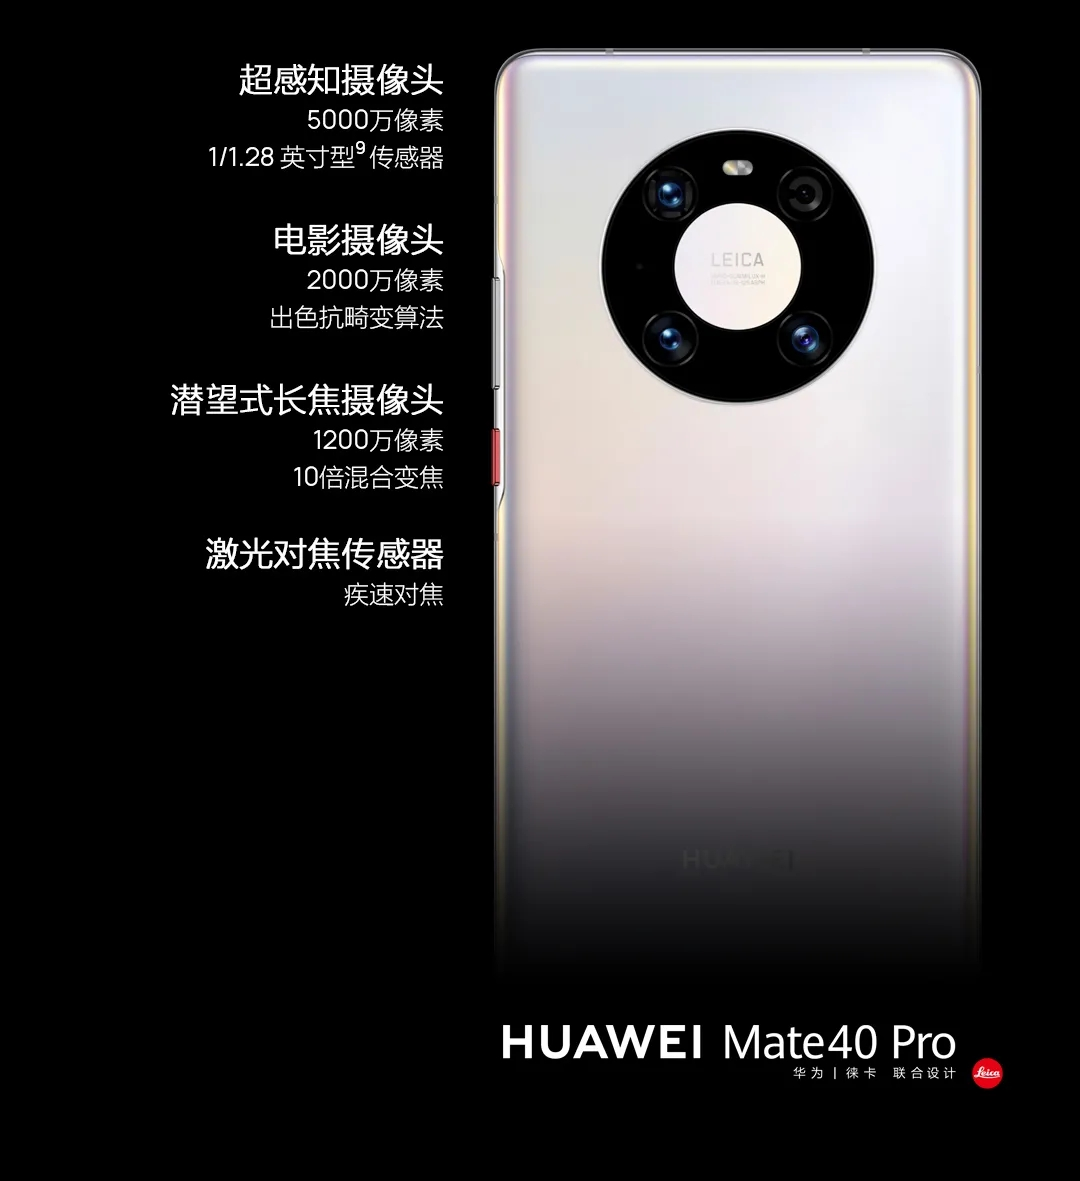 超感知摄像头
5000万像素
1/1.28 英寸型9传感器
电影摄像头
2000万像素
出色抗畸变算法
潜望式长焦摄像头
1200万像素
10倍混合变焦
激光对焦传感器
疾速对焦
LEICA
HUAWEI
HUAWEI Mate40 Pro
华为 | 徕卡 联合设计
Leica